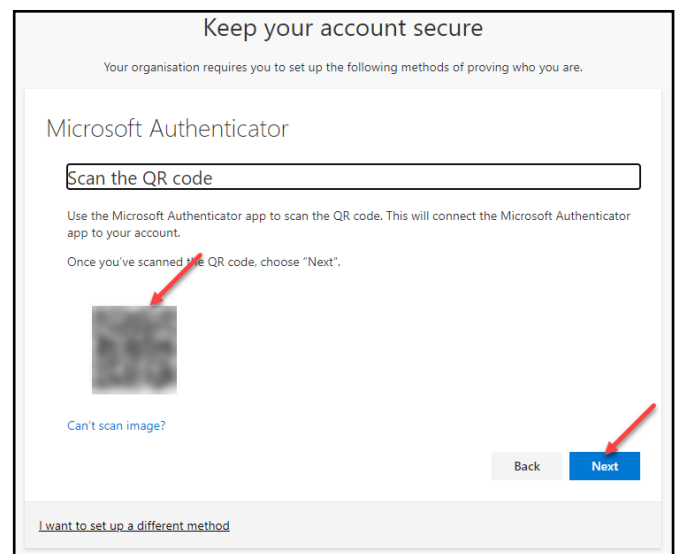 Keep your account secure
Your organisation requires you to set up the following methods of proving who you are.
Microsoft Authenticator
Scan the QR code
Use the Microsoft Authenticator app to scan the QR code. This will connect the Microsoft Authenticator
app to your account.
Once you've scanned the QR code, choose "Next".
Can't scan image?
Back
Next
I want to set up a different method